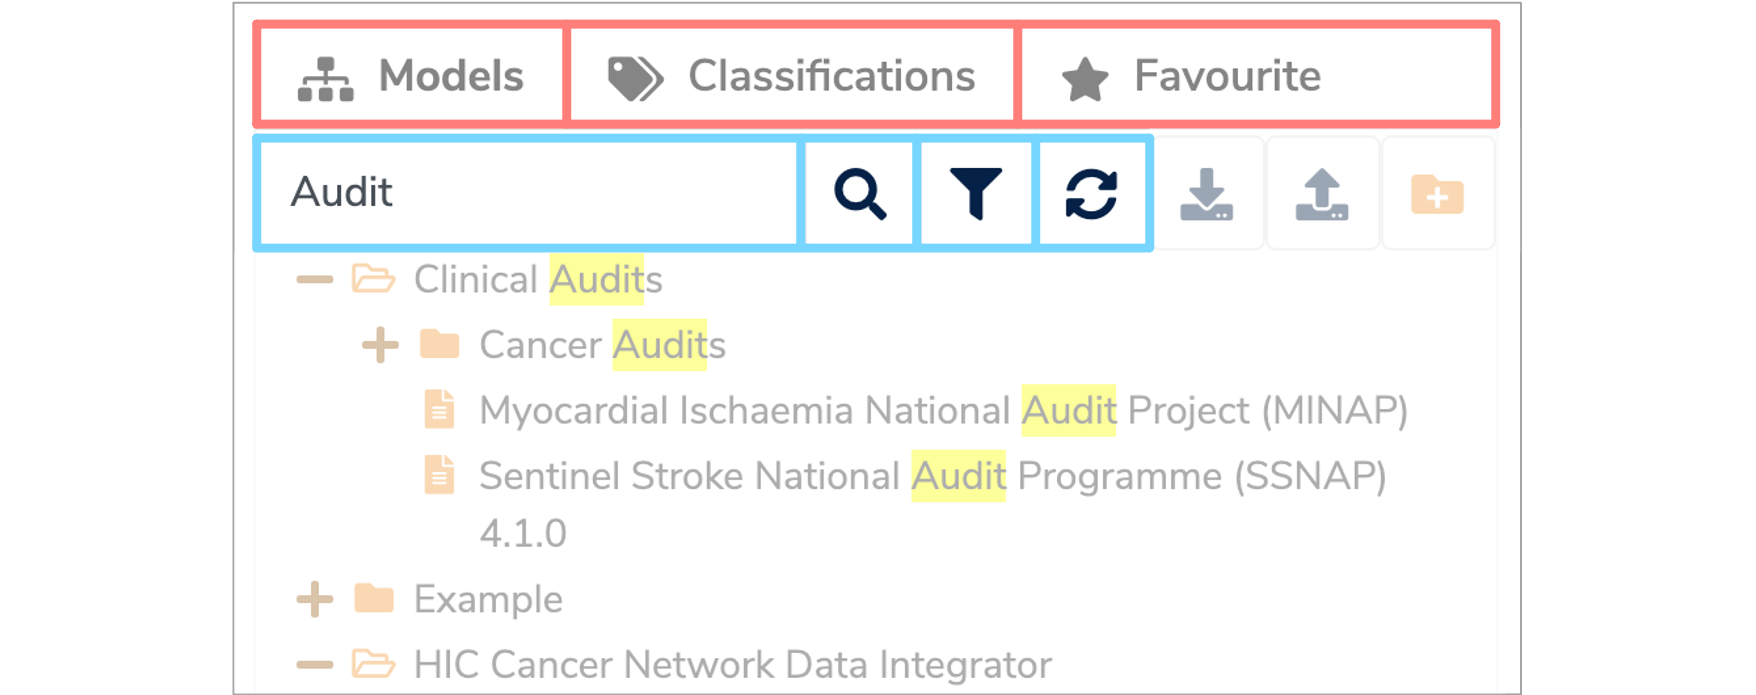 Models Classifications Favourite
Audit
Clinical Audits
Cancer Audits
Myocardial Ischaemia National Audit Project (MINAP)
Sentinel Stroke National Audit Programme (SSNAP)
4.1.0
Example
HIC Cancer Network Data Integrator